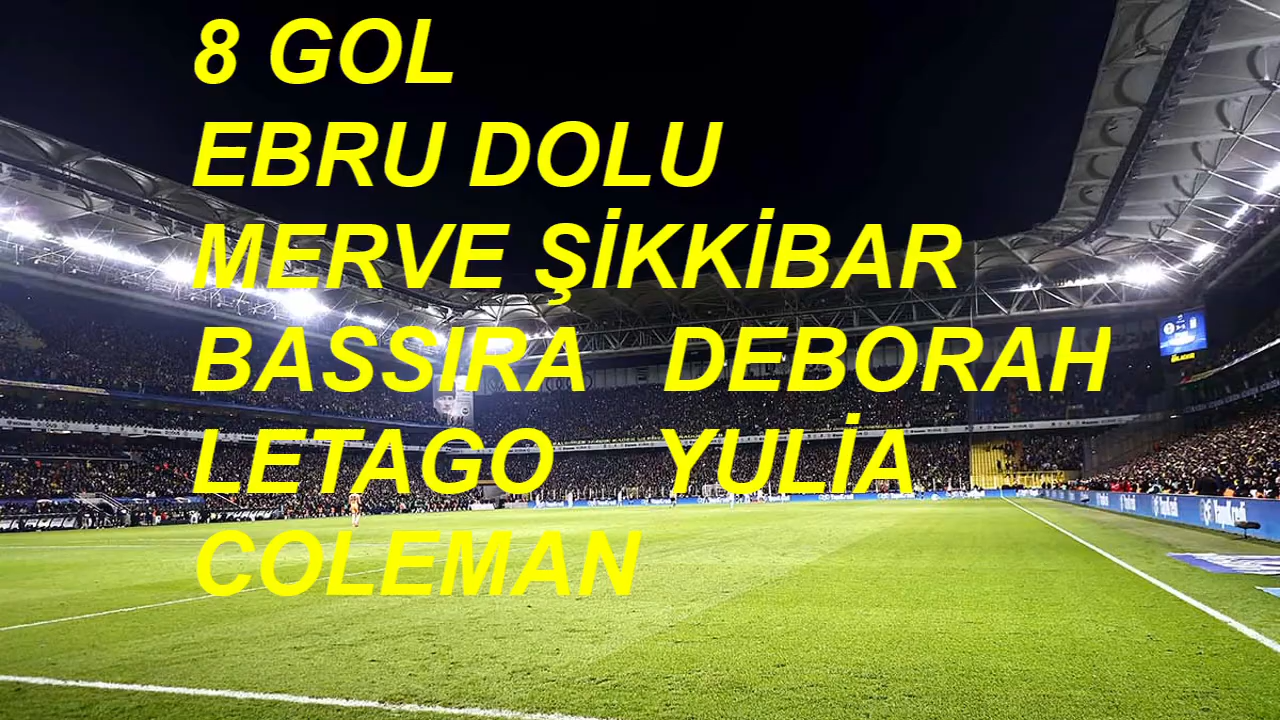 8 GOL
EBRU DOLU
MERVE ŞİKKİBAR
BASSIRA DEBORAH
LETAGO YULİA
COLEMAN